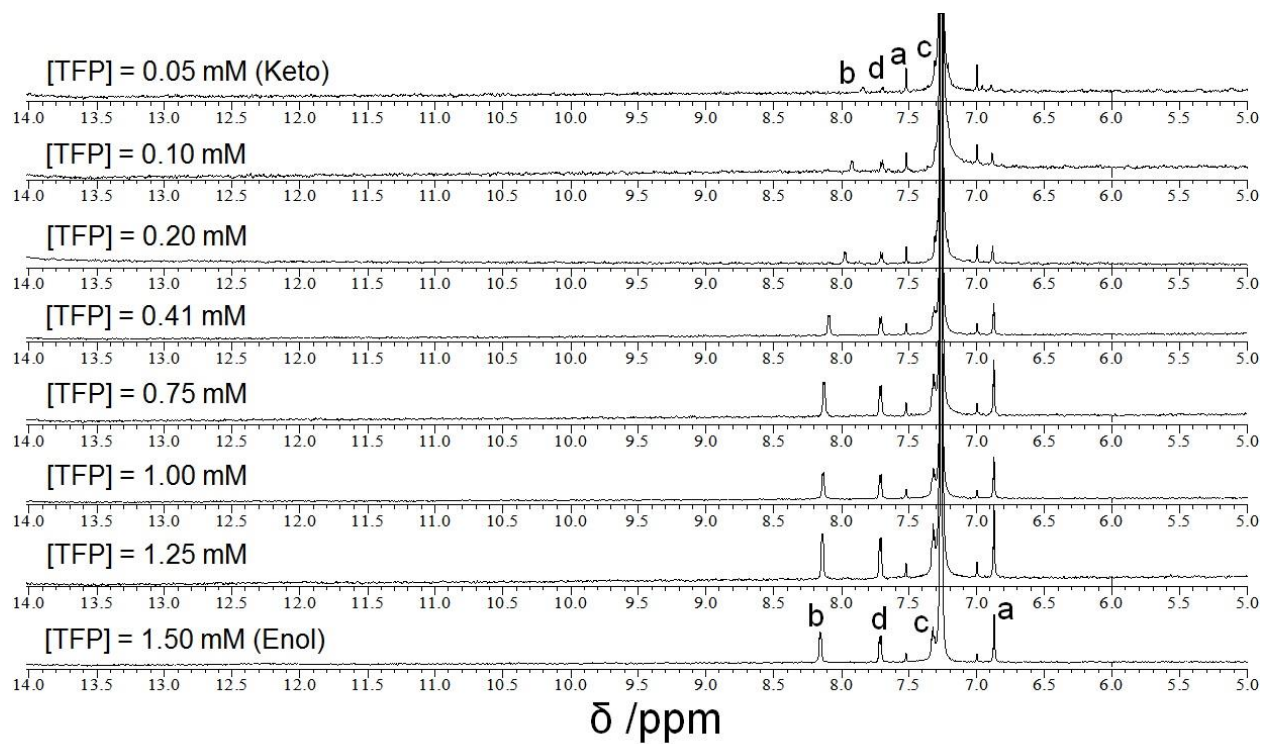 [TFP] = 0.05 mM (Keto) b d a c
14.0 13.5 13.0 12.5 12.0 11.5 11.0 10.5 10.0 9.5 9.0 8.5 8.0 7.5 7.0 6.5 6.0 5.5 5.0
[TFP] = 0.10 mM
14.0 13.5 13.0 12.5 12.0 11.5 11.0 10.5 10.0 9.5 9.0 8.5 8.0 7.5 7.0 6.5 6.0 5.5 5.0
[TFP] = 0.20 mM
14.0 13.5 13.0 12.5 12.0 11.5 11.0 10.5 10.0 9.5 9.0 8.5 8.0 7.5 7.0 6.5 6.0 5.5 5.0
[TFP] = 0.41 mM
14.0 13.5 13.0 12.5 12.0 11.5 11.0 10.5 10.0 9.5 9.0 8.5 8.0 7.5 7.0 6.5 6.0 5.5 5.0
[TFP] = 0.75 mM
14.0 13.5 13.0 12.5 12.0 11.5 11.0 10.5 10.0 9.5 9.0 8.5 8.0 7.5 7.0 6.5 6.0 5.5 5.0
[TFP] = 1.00 mM
14.0 13.5 13.0 12.5 12.0 11.5 11.0 10.5 10.0 9.5 9.0 8.5 8.0 7.5 7.0 6.5 6.0 5.5 5.0
[TFP] = 1.25 mM
14.0 13.5 13.0 12.5 12.0 11.5 11.0 10.5 10.0 9.5 9.0 8.5 8.0 7.5 7.0 6.5 6.0 5.5 5.0
[TFP] = 1.50 mM (Enol) b d c a
14.0 13.5 13.0 12.5 12.0 11.5 11.0 10.5 10.0 9.5 9.0 8.5 8.0 7.5 7.0 6.5 6.0 5.5 5.0
δ /ppm